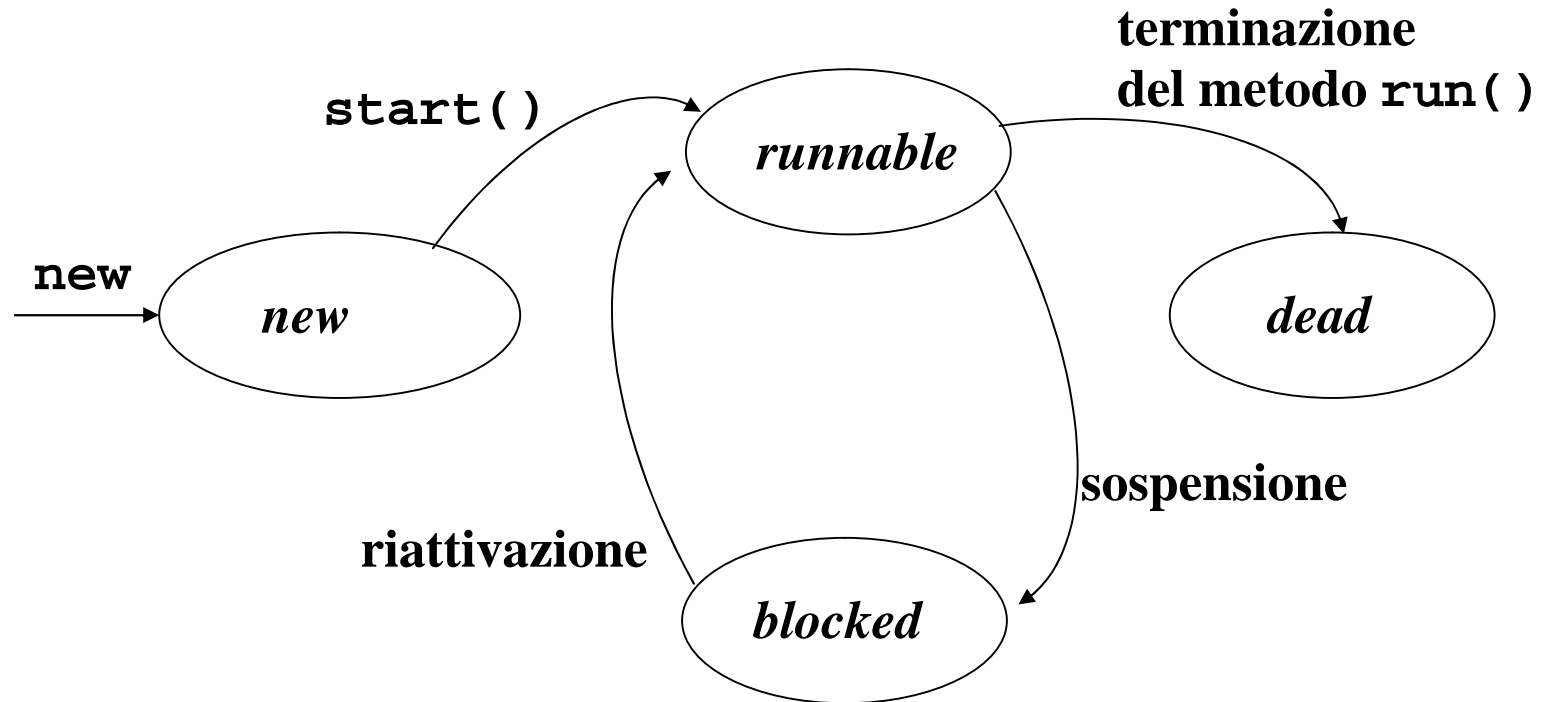 terminazione
del metodo run()
start()
runnable
new
new
dead
sospensione
riattivazione
blocked